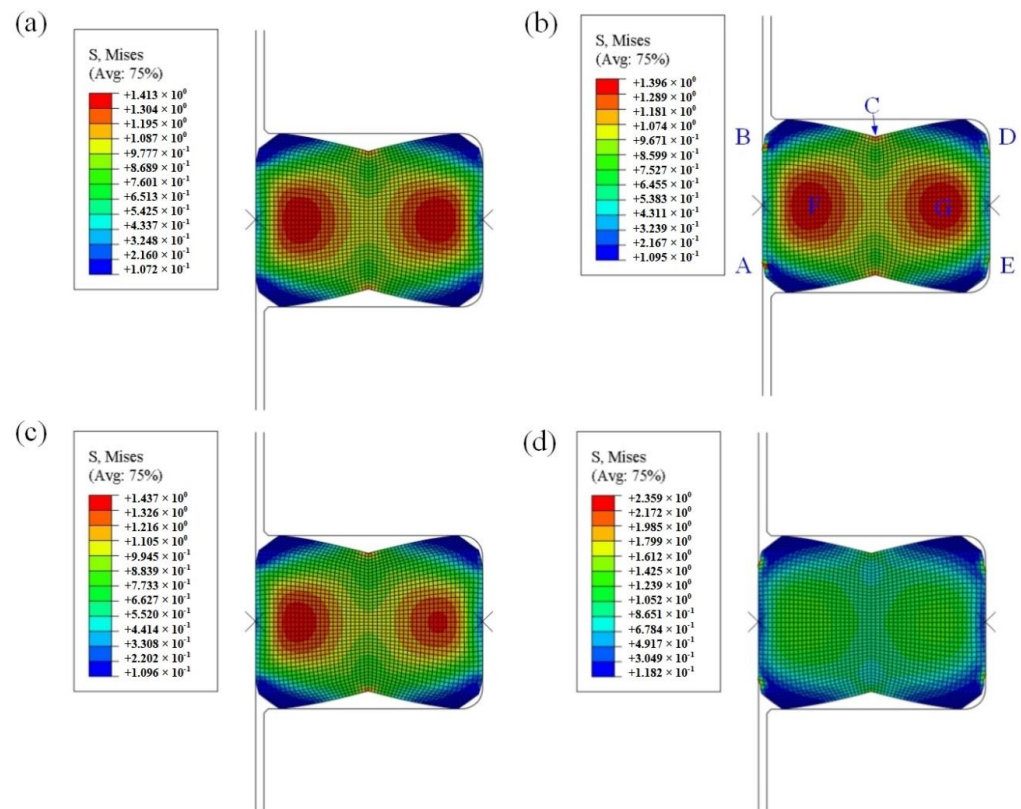 (a)
S, Mises
(Avg: 75%)
+1.413 × 10⁰
+1.304 × 10⁰
+1.195 × 10⁰
+1.087 × 10⁰
+9.777 × 10⁻¹
+8.689 × 10⁻¹
+7.601 × 10⁻¹
+6.513 × 10⁻¹
+5.425 × 10⁻¹
+4.337 × 10⁻¹
+3.248 × 10⁻¹
+2.160 × 10⁻¹
+1.072 × 10⁻¹
(b)
S, Mises
(Avg: 75%)
+1.396 × 10⁰
+1.289 × 10⁰
+1.181 × 10⁰
+1.074 × 10⁰
+9.671 × 10⁻¹
+8.599 × 10⁻¹
+7.527 × 10⁻¹
+6.455 × 10⁻¹
+5.383 × 10⁻¹
+4.311 × 10⁻¹
+3.239 × 10⁻¹
+2.167 × 10⁻¹
+1.095 × 10⁻¹
C
B
D
F
G
A
E
(c)
S, Mises
(Avg: 75%)
+1.437 × 10⁰
+1.326 × 10⁰
+1.216 × 10⁰
+1.105 × 10⁰
+9.945 × 10⁻¹
+8.839 × 10⁻¹
+7.733 × 10⁻¹
+6.627 × 10⁻¹
+5.520 × 10⁻¹
+4.414 × 10⁻¹
+3.308 × 10⁻¹
+2.202 × 10⁻¹
+1.096 × 10⁻¹
(d)
S, Mises
(Avg: 75%)
+2.359 × 10⁰
+2.172 × 10⁰
+1.985 × 10⁰
+1.799 × 10⁰
+1.612 × 10⁰
+1.425 × 10⁰
+1.239 × 10⁰
+1.052 × 10⁰
+8.651 × 10⁻¹
+6.784 × 10⁻¹
+4.917 × 10⁻¹
+3.049 × 10⁻¹
+1.182 × 10⁻¹